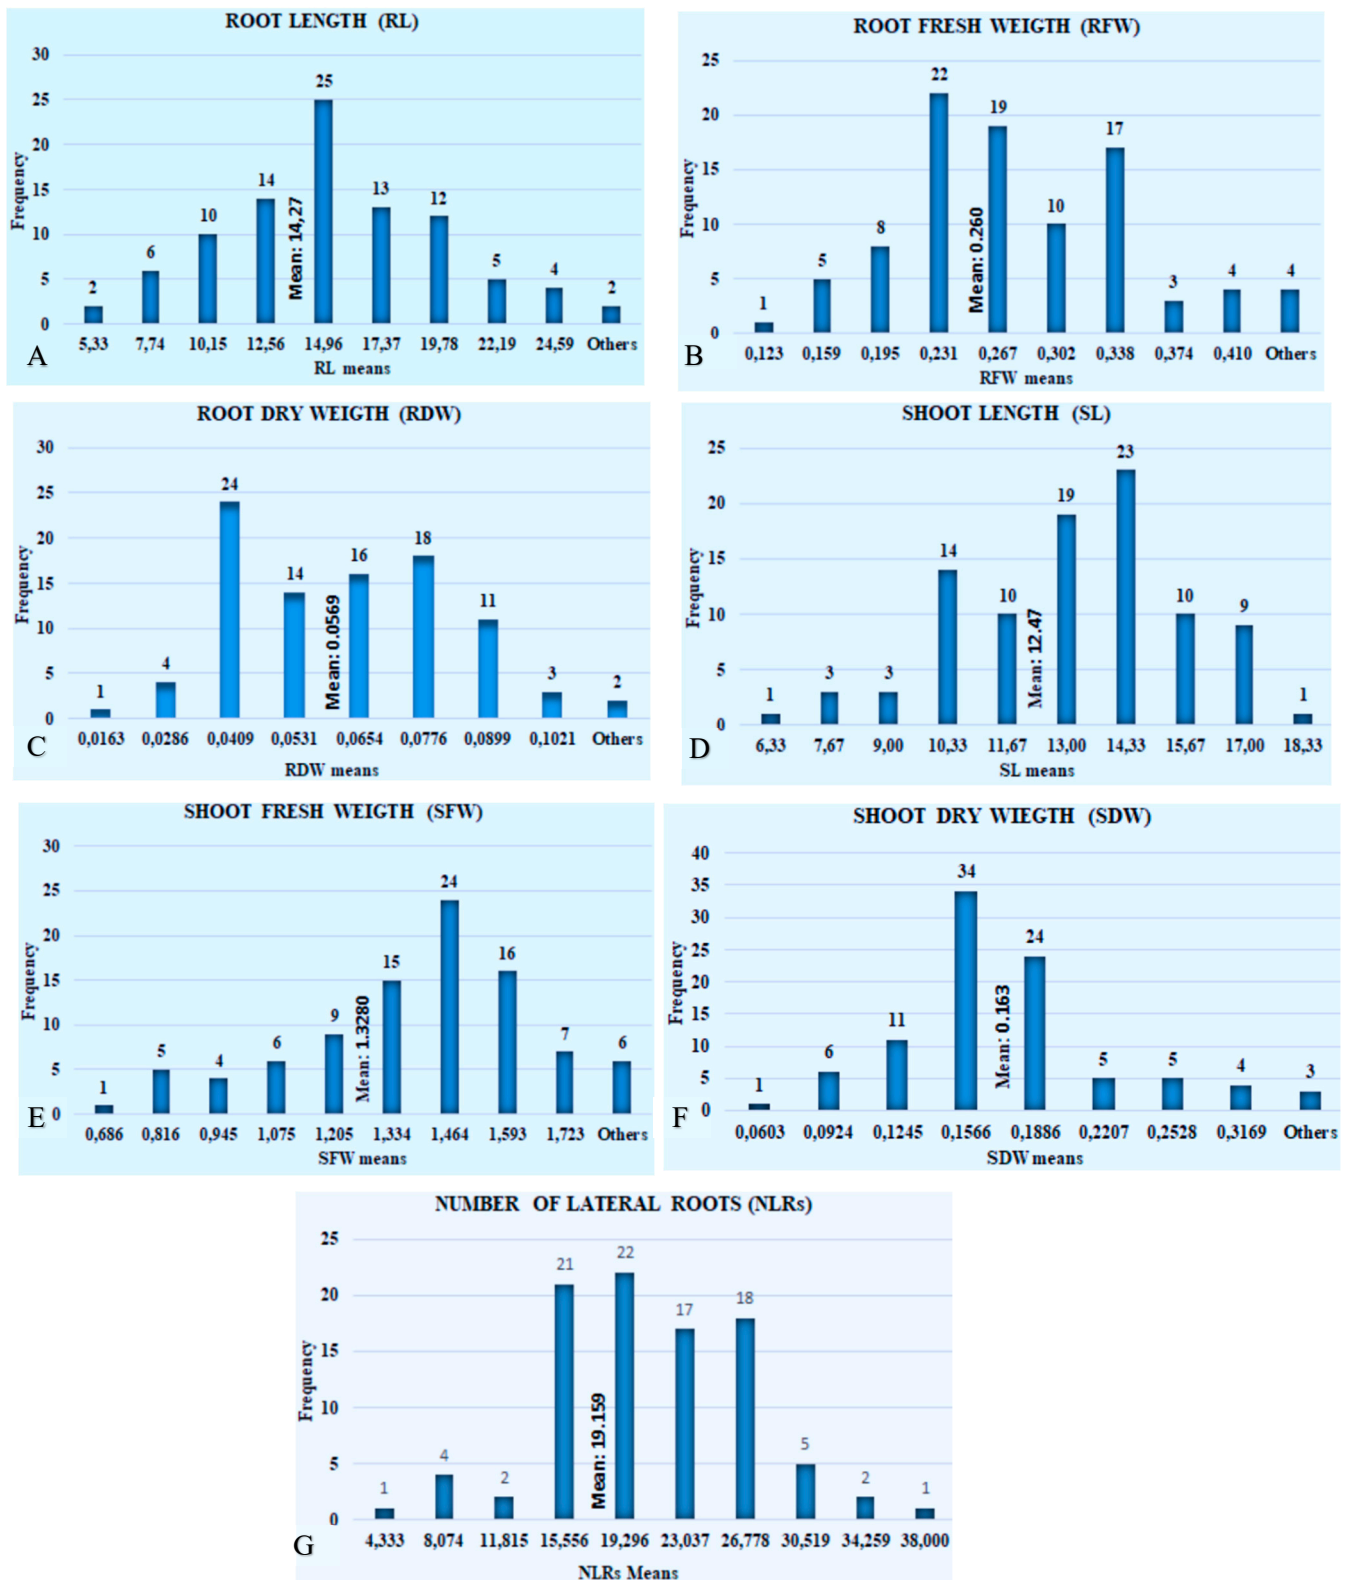 ROOT LENGTH (RL)
30
25
20
15
10
5
0
Frequency
2
6
10
14
Mean: 14,27
25
13
12
5
4
2
5,33 7,74 10,15 12,56 14,96 17,37 19,78 22,19 24,59 Others
RL means
A
ROOT FRESH WEIGTH (RFW)
25
20
15
10
5
0
Frequency
1
5
8
22
Mean: 0.260
19
10
17
3
4
4
0,123 0,159 0,195 0,231 0,267 0,302 0,338 0,374 0,410 Others
RFW means
B
ROOT DRY WEIGTH (RDW)
30
25
20
15
10
5
0
Frequency
1
4
24
14
Mean: 0.0569
16
18
11
3
2
0,0163 0,0286 0,0409 0,0531 0,0654 0,0776 0,0899 0,1021 Others
RDW means
C
SHOOT LENGTH (SL)
25
20
15
10
5
0
Frequency
1
3
3
14
10
Mean: 12.47
19
23
10
9
1
6,33 7,67 9,00 10,33 11,67 13,00 14,33 15,67 17,00 18,33
SL means
D
SHOOT FRESH WEIGTH (SFW)
30
25
20
15
10
5
0
Frequency
1
5
4
6
9
Mean: 1.3280
15
24
16
7
6
0,686 0,816 0,945 1,075 1,205 1,334 1,464 1,593 1,723 Others
SFW means
E
SHOOT DRY WIEGTH (SDW)
40
35
30
25
20
15
10
5
0
Frequency
1
6
11
34
Mean: 0.163
24
5
5
4
3
0,0603 0,0924 0,1245 0,1566 0,1886 0,2207 0,2528 0,3169 Others
SDW means
F
NUMBER OF LATERAL ROOTS (NLRs)
25
20
15
10
5
0
Frequency
1
4
2
21
Mean: 19.159
22
17
18
5
2
1
4,333 8,074 11,815 15,556 19,296 23,037 26,778 30,519 34,259 38,000
NLRs Means
G